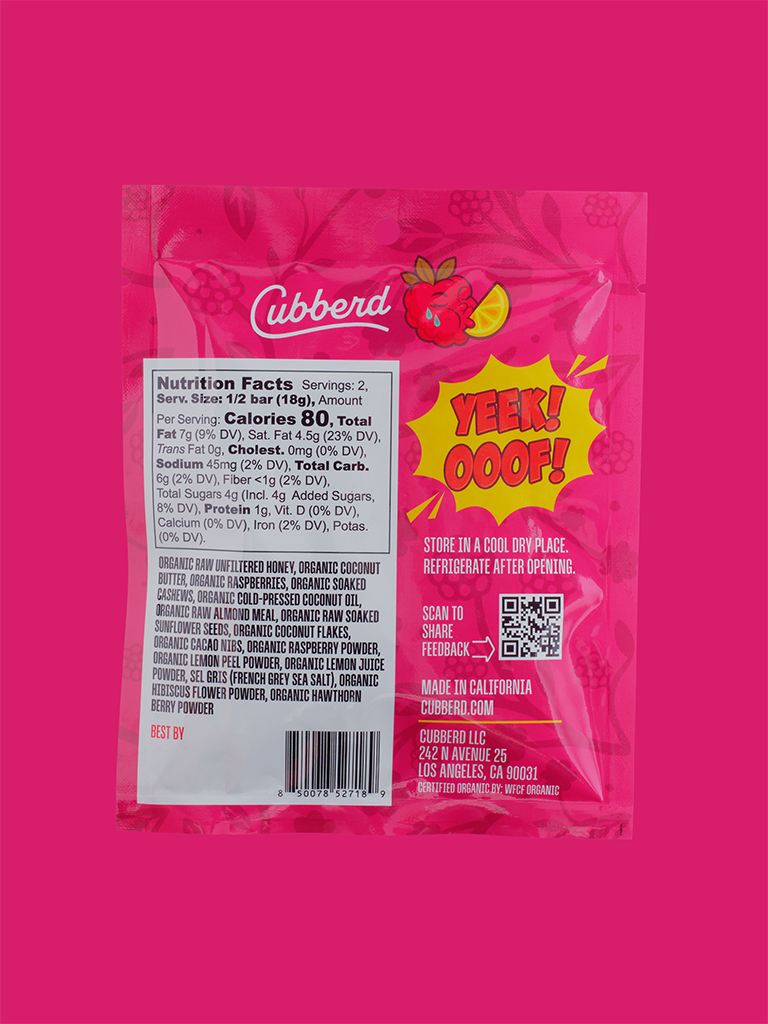 Cubberd
Nutrition Facts Servings: 2,
Serv. Size: 1/2 bar (18g), Amount
Per Serving: Calories 80, Total
Fat 7g (9% DV), Sat. Fat 4.5g (23% DV),
Trans Fat 0g, Cholest. 0mg (0% DV),
Sodium 45mg (2% DV), Total Carb.
6g (2% DV), Fiber <1g (2% DV),
Total Sugars 4g (Incl. 4g Added Sugars,
8% DV), Protein 1g, Vit. D (0% DV),
Calcium (0% DV), Iron (2% DV), Potas.
(0% DV).
ORGANIC RAW UNFILTERED HONEY, ORGANIC COCONUT
BUTTER, ORGANIC RASPBERRIES, ORGANIC SOAKED
CASHEWS, ORGANIC COLD-PRESSED COCONUT OIL,
ORGANIC RAW ALMOND MEAL, ORGANIC RAW SOAKED
SUNFLOWER SEEDS, ORGANIC COCONUT FLAKES,
ORGANIC CACAO NIBS, ORGANIC RASPBERRY POWDER,
ORGANIC LEMON PEEL POWDER, ORGANIC LEMON JUICE
POWDER, SEL GRIS (FRENCH GREY SEA SALT), ORGANIC
HIBISCUS FLOWER POWDER, ORGANIC HAWTHORN
BERRY POWDER
BEST BY
8 50078 52718 9
YEEK!
OOOF!
STORE IN A COOL DRY PLACE.
REFRIGERATE AFTER OPENING.
SCAN TO
SHARE
FEEDBACK
MADE IN CALIFORNIA
CUBBERD.COM
CUBBERD LLC
242 N AVENUE 25
LOS ANGELES, CA 90031
CERTIFIED ORGANIC BY: WFCF ORGANIC